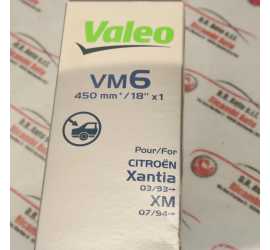 Valeo
VM6
450 mm*/18" x1
Pour/For
CITROËN
Xantia
03/93→
XM
07/94→